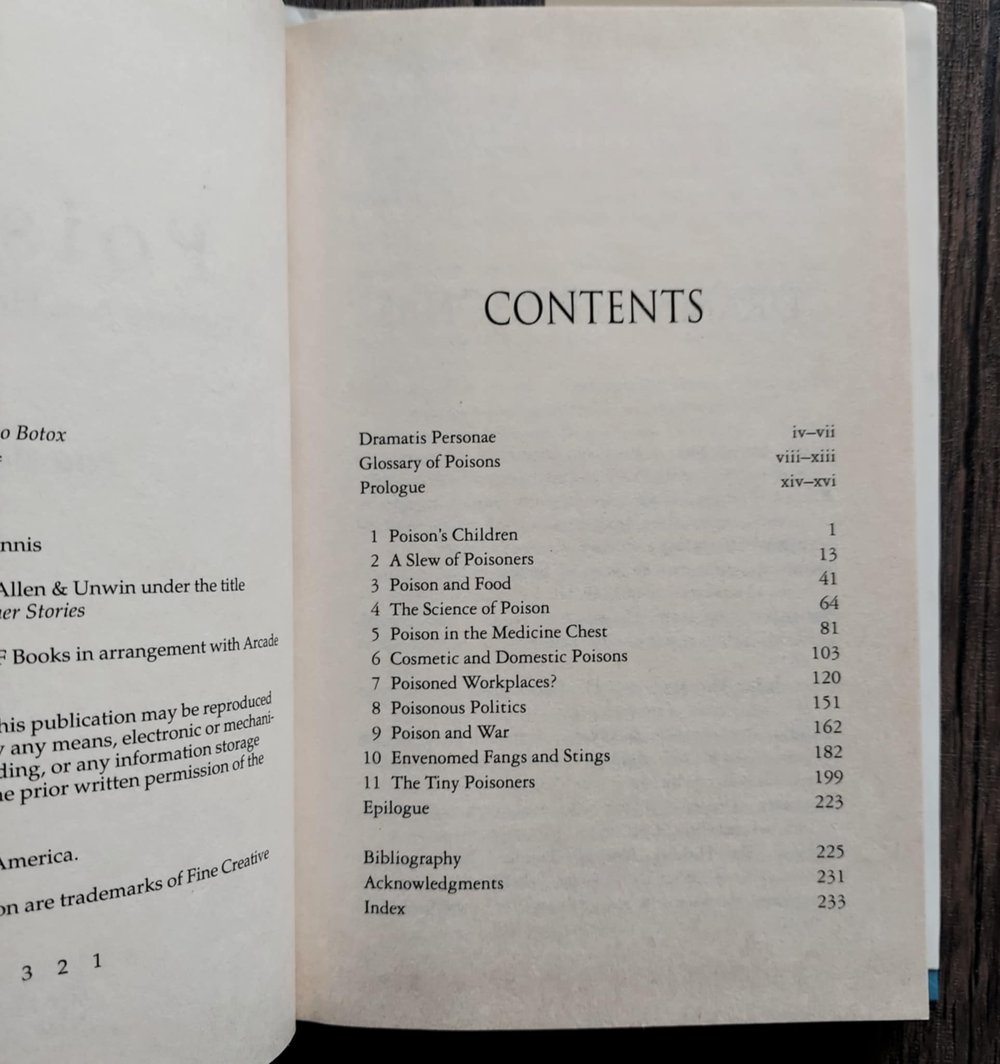 o Botox
nnis
Allen & Unwin under the title
er Stories
F Books in arrangement with Arcade
his publication may be reproduced
y any means, electronic or mechani-
ding, or any information storage
e prior written permission of the
America.
on are trademarks of Fine Creative
3 2 1
CONTENTS
Dramatis Personae iv–vii
Glossary of Poisons viii–xiii
Prologue xiv–xvi
1 Poison's Children 1
2 A Slew of Poisoners 13
3 Poison and Food 41
4 The Science of Poison 64
5 Poison in the Medicine Chest 81
6 Cosmetic and Domestic Poisons 103
7 Poisoned Workplaces? 120
8 Poisonous Politics 151
9 Poison and War 162
10 Envenomed Fangs and Stings 182
11 The Tiny Poisoners 199
Epilogue 223
Bibliography 225
Acknowledgments 231
Index 233